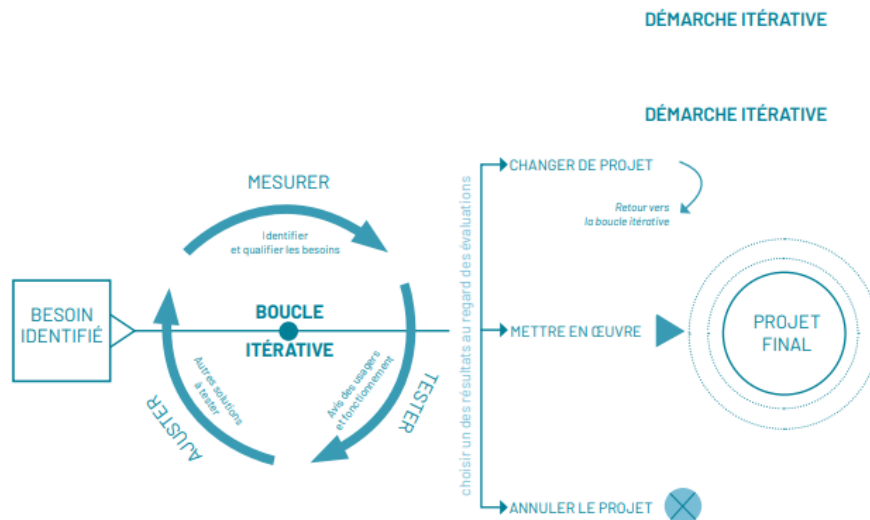 DÉMARCHE ITÉRATIVE
DÉMARCHE ITÉRATIVE
MESURER
Identifier
et qualifier les besoins
BESOIN
IDENTIFIÉ
BOUCLE
ITÉRATIVE
TESTER
Avis des usagers
et fonctionnement
AJUSTER
Autres solutions
à tester
choisir un des résultats au regard des évaluations
CHANGER DE PROJET
Retour vers
la boucle itérative
METTRE EN ŒUVRE
PROJET
FINAL
ANNULER LE PROJET